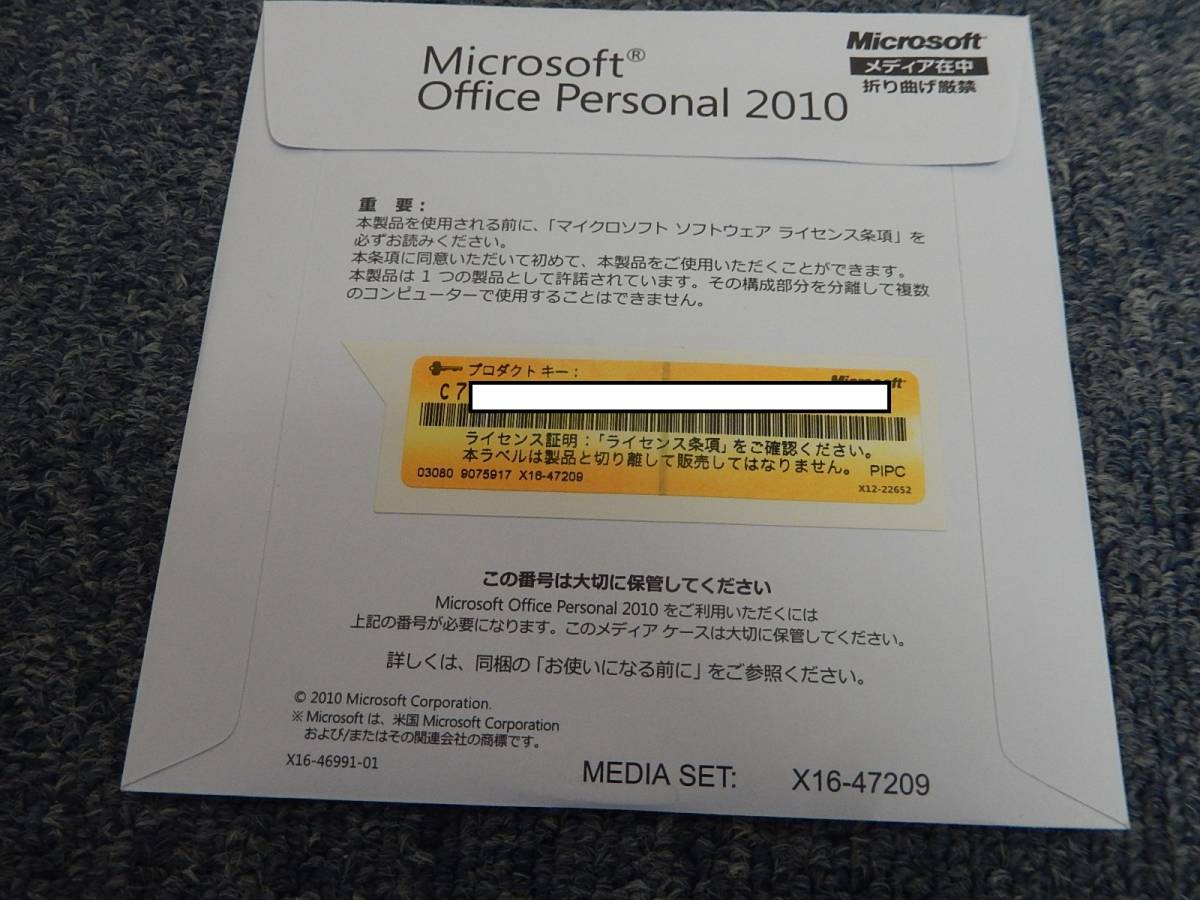 Microsoft®
Office Personal 2010
Microsoft
メディア在中
折り曲げ厳禁
重 要：
本製品を使用される前に、「マイクロソフト ソフトウェア ライセンス条項」を
必ずお読みください。
本条項に同意いただいて初めて、本製品をご使用いただくことができます。
本製品は 1 つの製品として許諾されています。その構成部分を分離して複数
のコンピューターで使用することはできません。
プロダクト キー：
Microsoft
C7
ライセンス証明：「ライセンス条項」をご確認ください。
本ラベルは製品と切り離して販売してはなりません。 PIPC
03080 9075917 X16-47209
X12-22652
この番号は大切に保管してください
Microsoft Office Personal 2010 をご利用いただくには
上記の番号が必要になります。このメディア ケースは大切に保管してください。
詳しくは、同梱の「お使いになる前に」をご参照ください。
© 2010 Microsoft Corporation.
※ Microsoft は、米国 Microsoft Corporation
および/またはその関連会社の商標です。
X16-46991-01
MEDIA SET: X16-47209